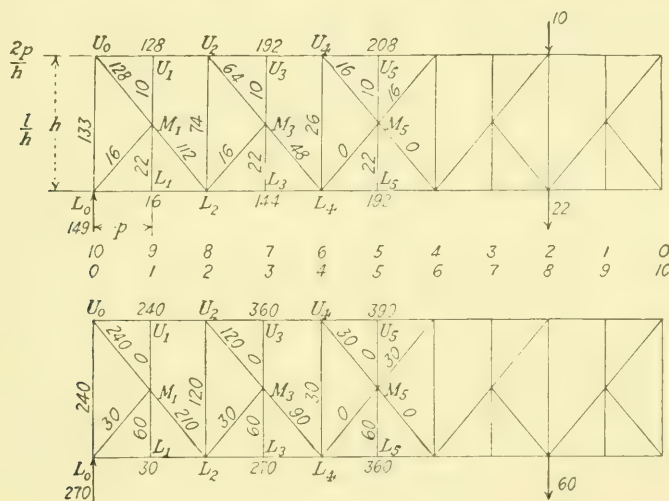 U₀ 128 U₂ 192 U₄ 208 10
2p/h
U₁ U₃ U₅
128 10 64 10 16 10 16
l/h h 133 M₁ 74 M₃ 26 M₅
16 22 112 16 22 48 0 22 0
L₁ L₃ L₅
L₀ 16 L₂ 144 L₄ 192 22
149 p
10 9 8 7 6 5 4 3 2 1 0
0 1 2 3 4 5 6 7 8 9 10
U₀ 240 U₂ 360 U₄ 390
U₁ U₃ U₅
240 0 120 0 30 0 30
240 M₁ 120 M₃ 30 M₅
30 60 210 30 60 90 0 60 0
L₁ L₃ L₅
L₀ 30 L₂ 270 L₄ 360
270 60